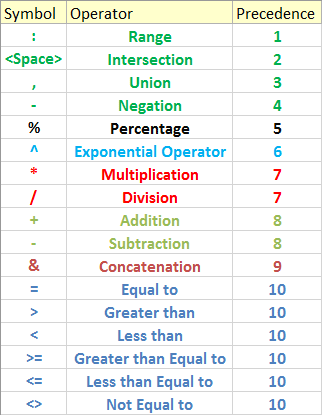 Symbol Operator Precedence
: Range 1
<Space> Intersection 2
, Union 3
- Negation 4
% Percentage 5
^ Exponential Operator 6
* Multiplication 7
/ Division 7
+ Addition 8
- Subtraction 8
& Concatenation 9
= Equal to 10
> Greater than 10
< Less than 10
>= Greater than Equal to 10
<= Less than Equal to 10
<> Not Equal to 10